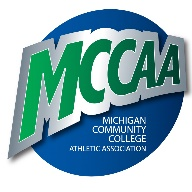 MCCAA
MICHIGAN
COMMUNITY
COLLEGE
ATHLETIC ASSOCIATION